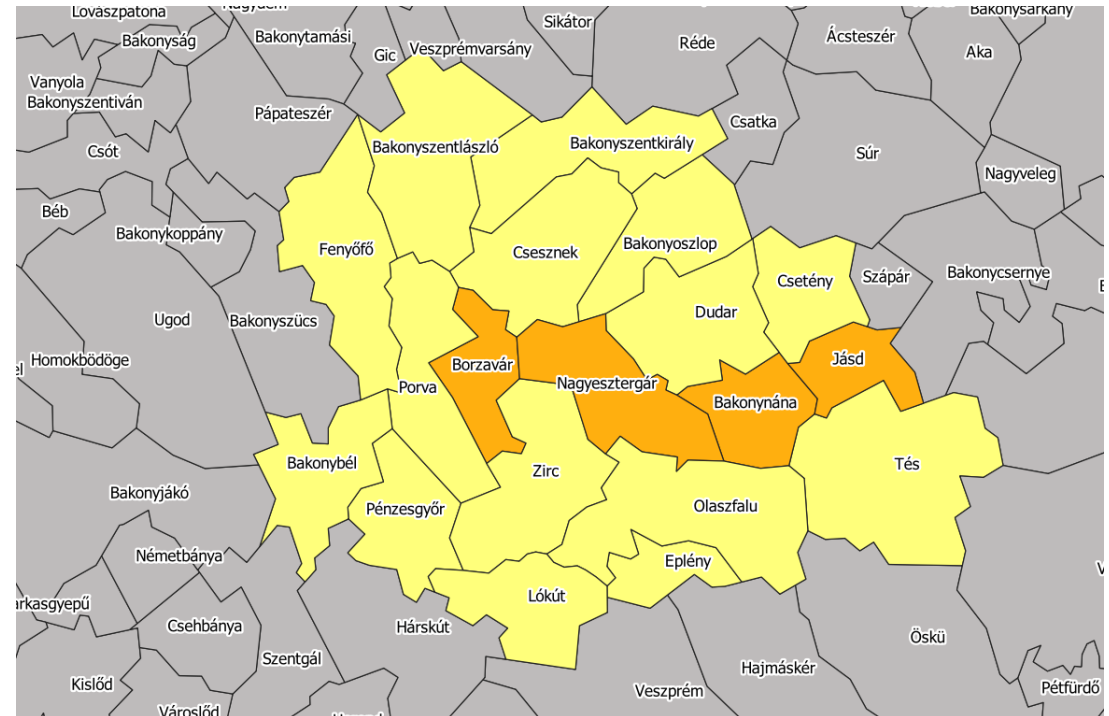 Lovászpatona
Sikátor
Bakonysárkány
Bakonyság
Bakonytamási
Gic
Veszprémvarsány
Réde
Ácsteszér
Aka
Vanyola
Bakonyszentiván
Pápateszér
Csatka
Csót
Bakonyszentlászló
Bakonyszentkirály
Súr
Nagyveleg
Béb
Bakonykoppány
Fenyőfő
Csesznek
Bakonyoszlop
Csetény
Szápár
Bakonycsernye
Ugod
Bakonyszücs
Dudar
Homokbödöge
Borzavár
Jásd
Porva
Nagyesztergár
Bakonynána
Bakonybél
Zirc
Tés
Bakonyjákó
Pénzesgyőr
Olaszfalu
Németbánya
Eplény
arkasgyepű
Lókút
Csehbánya
Hárskút
Öskü
Szentgál
Hajmáskér
Kislőd
Veszprém
Pétfürdő
Városlőd